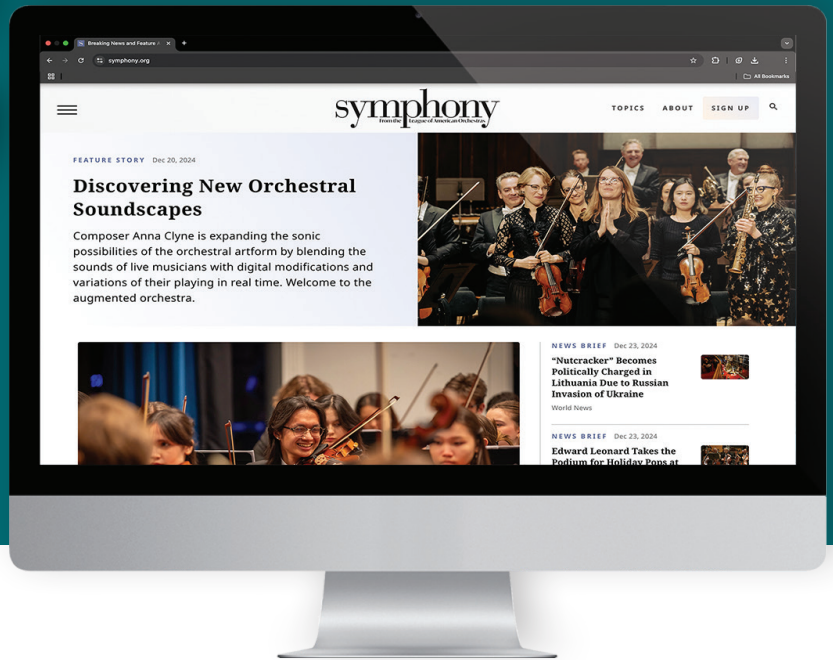 Breaking News and Feature
symphony.org
All Bookmarks
symphony
from the League of American Orchestras
TOPICS ABOUT SIGN UP
FEATURE STORY Dec 20, 2024
Discovering New Orchestral
Soundscapes
Composer Anna Clyne is expanding the sonic
possibilities of the orchestral artform by blending the
sounds of live musicians with digital modifications and
variations of their playing in real time. Welcome to the
augmented orchestra.
NEWS BRIEF Dec 23, 2024
“Nutcracker” Becomes
Politically Charged in
Lithuania Due to Russian
Invasion of Ukraine
World News
NEWS BRIEF Dec 23, 2024
Edward Leonard Takes the
Podium for Holiday Pops at